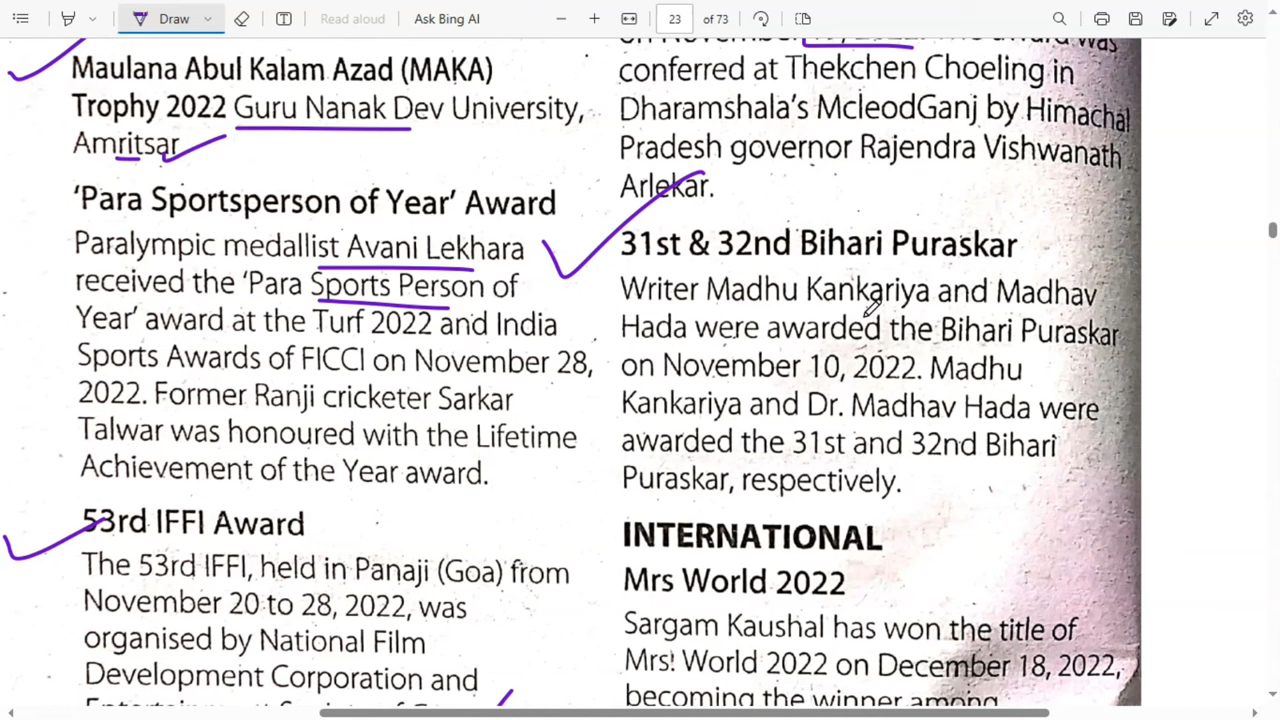 Draw
Read aloud
Ask Bing AI
23
of 73
Maulana Abul Kalam Azad (MAKA)
Trophy 2022 Guru Nanak Dev University,
Amritsar
'Para Sportsperson of Year' Award
Paralympic medallist Avani Lekhara
received the 'Para Sports Person of
Year' award at the Turf 2022 and India
Sports Awards of FICCI on November 28,
2022. Former Ranji cricketer Sarkar
Talwar was honoured with the Lifetime
Achievement of the Year award.
53rd IFFI Award
The 53rd IFFI, held in Panaji (Goa) from
November 20 to 28, 2022, was
organised by National Film
Development Corporation and
conferred at Thekchen Choeling in
Dharamshala's McleodGanj by Himachal
Pradesh governor Rajendra Vishwanath
Arlekar.
31st & 32nd Bihari Puraskar
Writer Madhu Kankariya and Madhav
Hada were awarded the Bihari Puraskar
on November 10, 2022. Madhu
Kankariya and Dr. Madhav Hada were
awarded the 31st and 32nd Bihari
Puraskar, respectively.
INTERNATIONAL
Mrs World 2022
Sargam Kaushal has won the title of
Mrs! World 2022 on December 18, 2022,
becoming the winner among